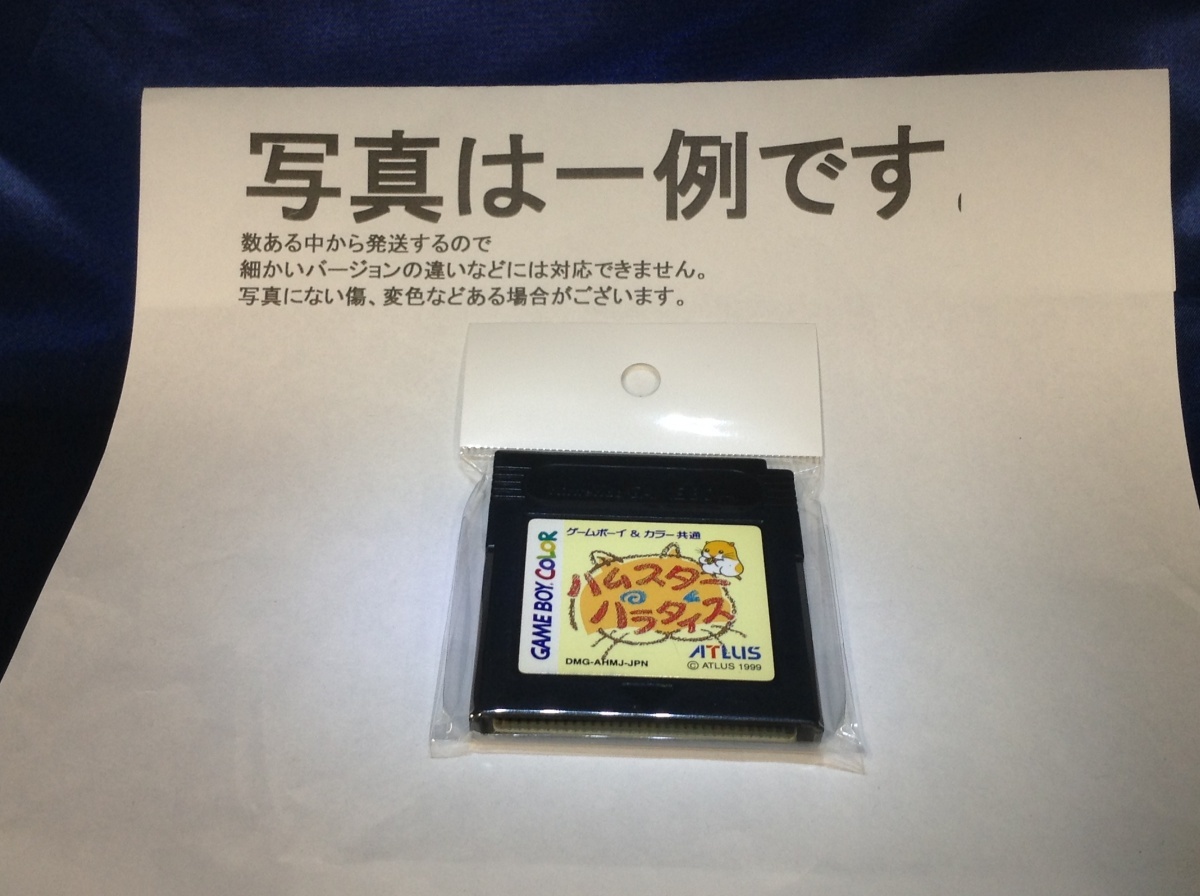 写真は一例です。
数ある中から発送するので
細かいバージョンの違いなどには対応できません。
写真にない傷、変色などある場合がございます。
ゲームボーイ & カラー共通
GAME BOY COLOR
ハムスター
パラダイス
DMG-AHMJ-JPN
ATLUS
© ATLUS 1999